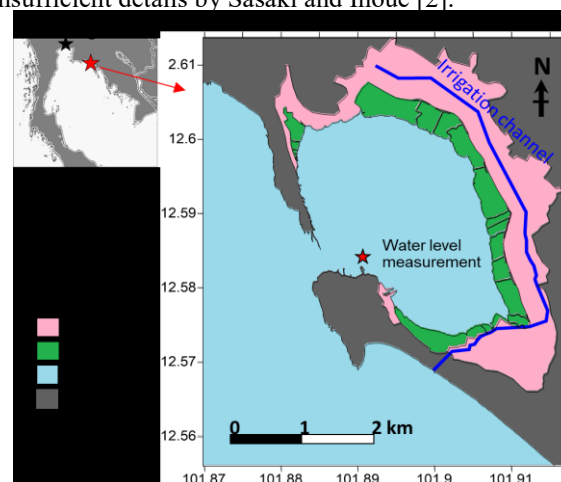 nsufficient details by Sasaki and Inoue [2].
2.61
N
Irrigation channel
12.6
12.59
Water level
measurement
12.58
12.57
0 1 2 km
12.56
101.87 101.88 101.89 101.9 101.91